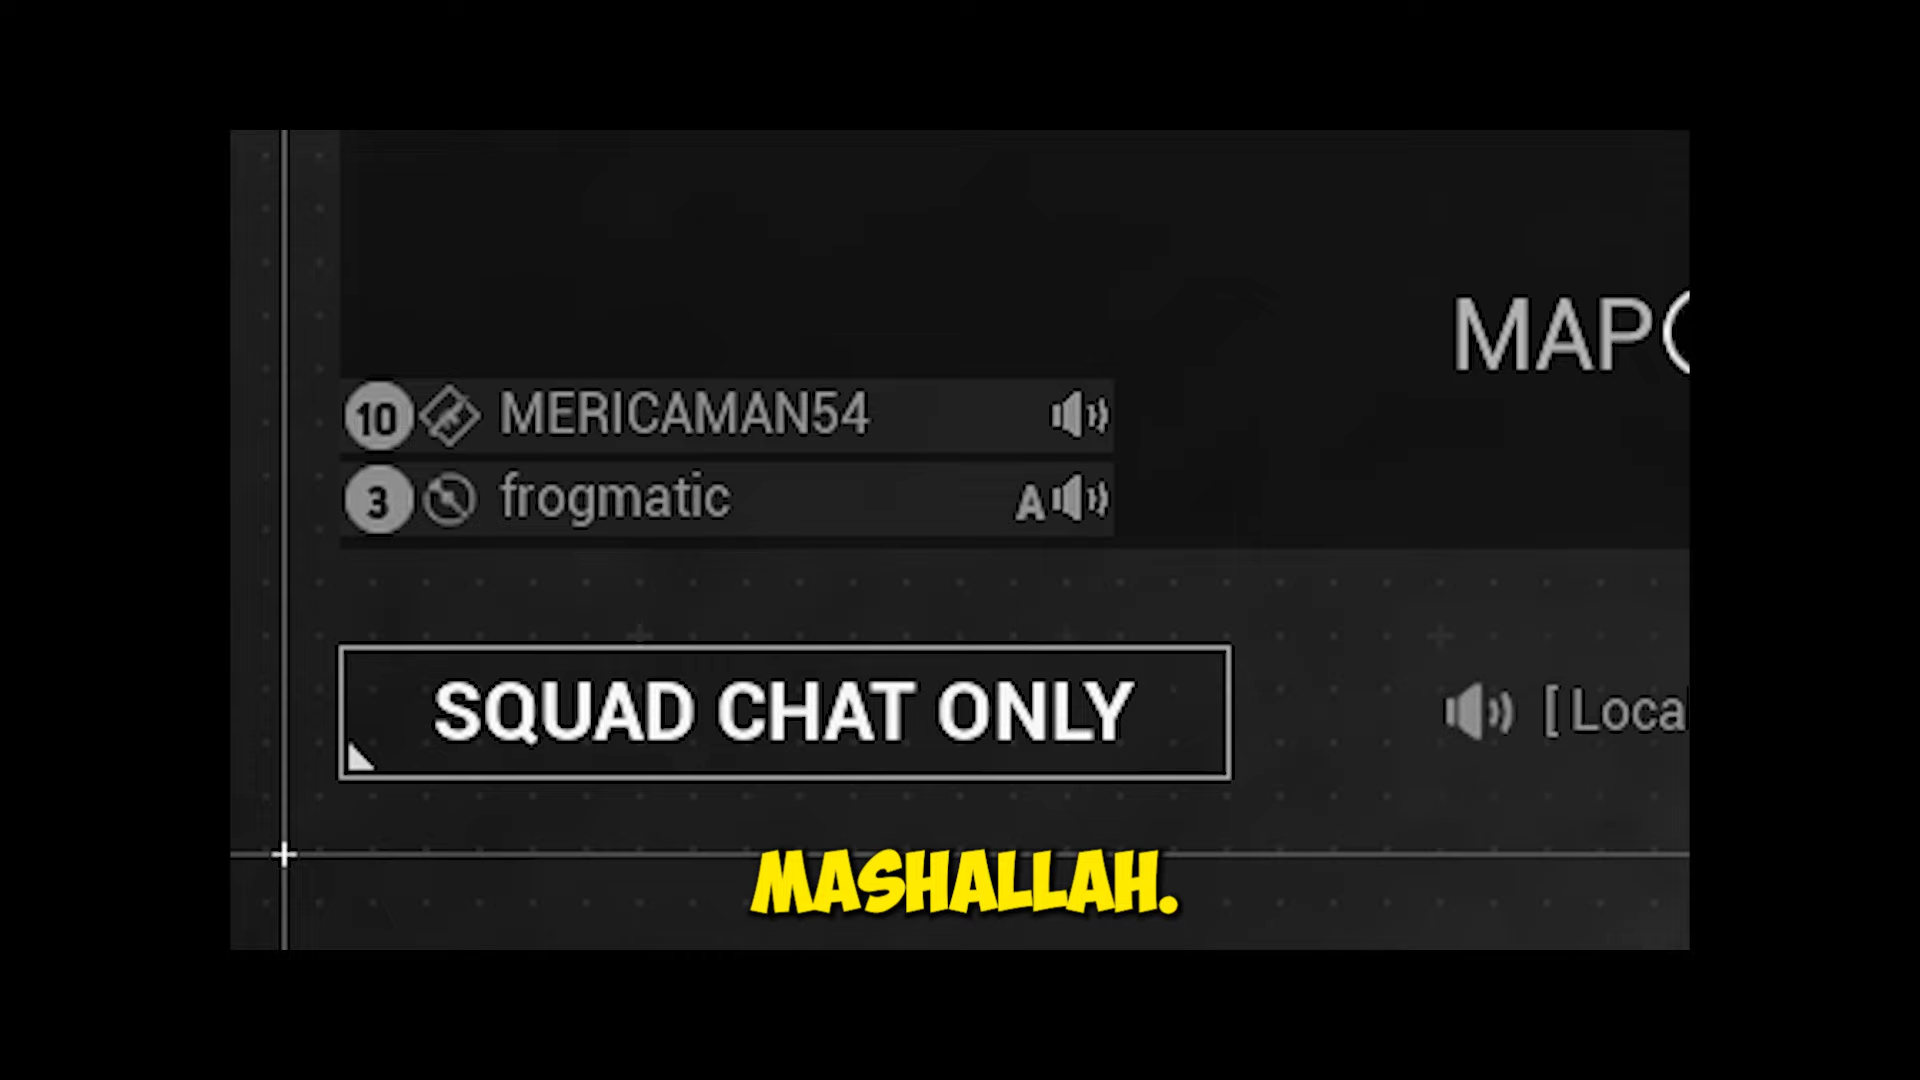 MAP
10 MERICAMAN54
3 frogmatic A
SQUAD CHAT ONLY
[ Loca
MASHALLAH.